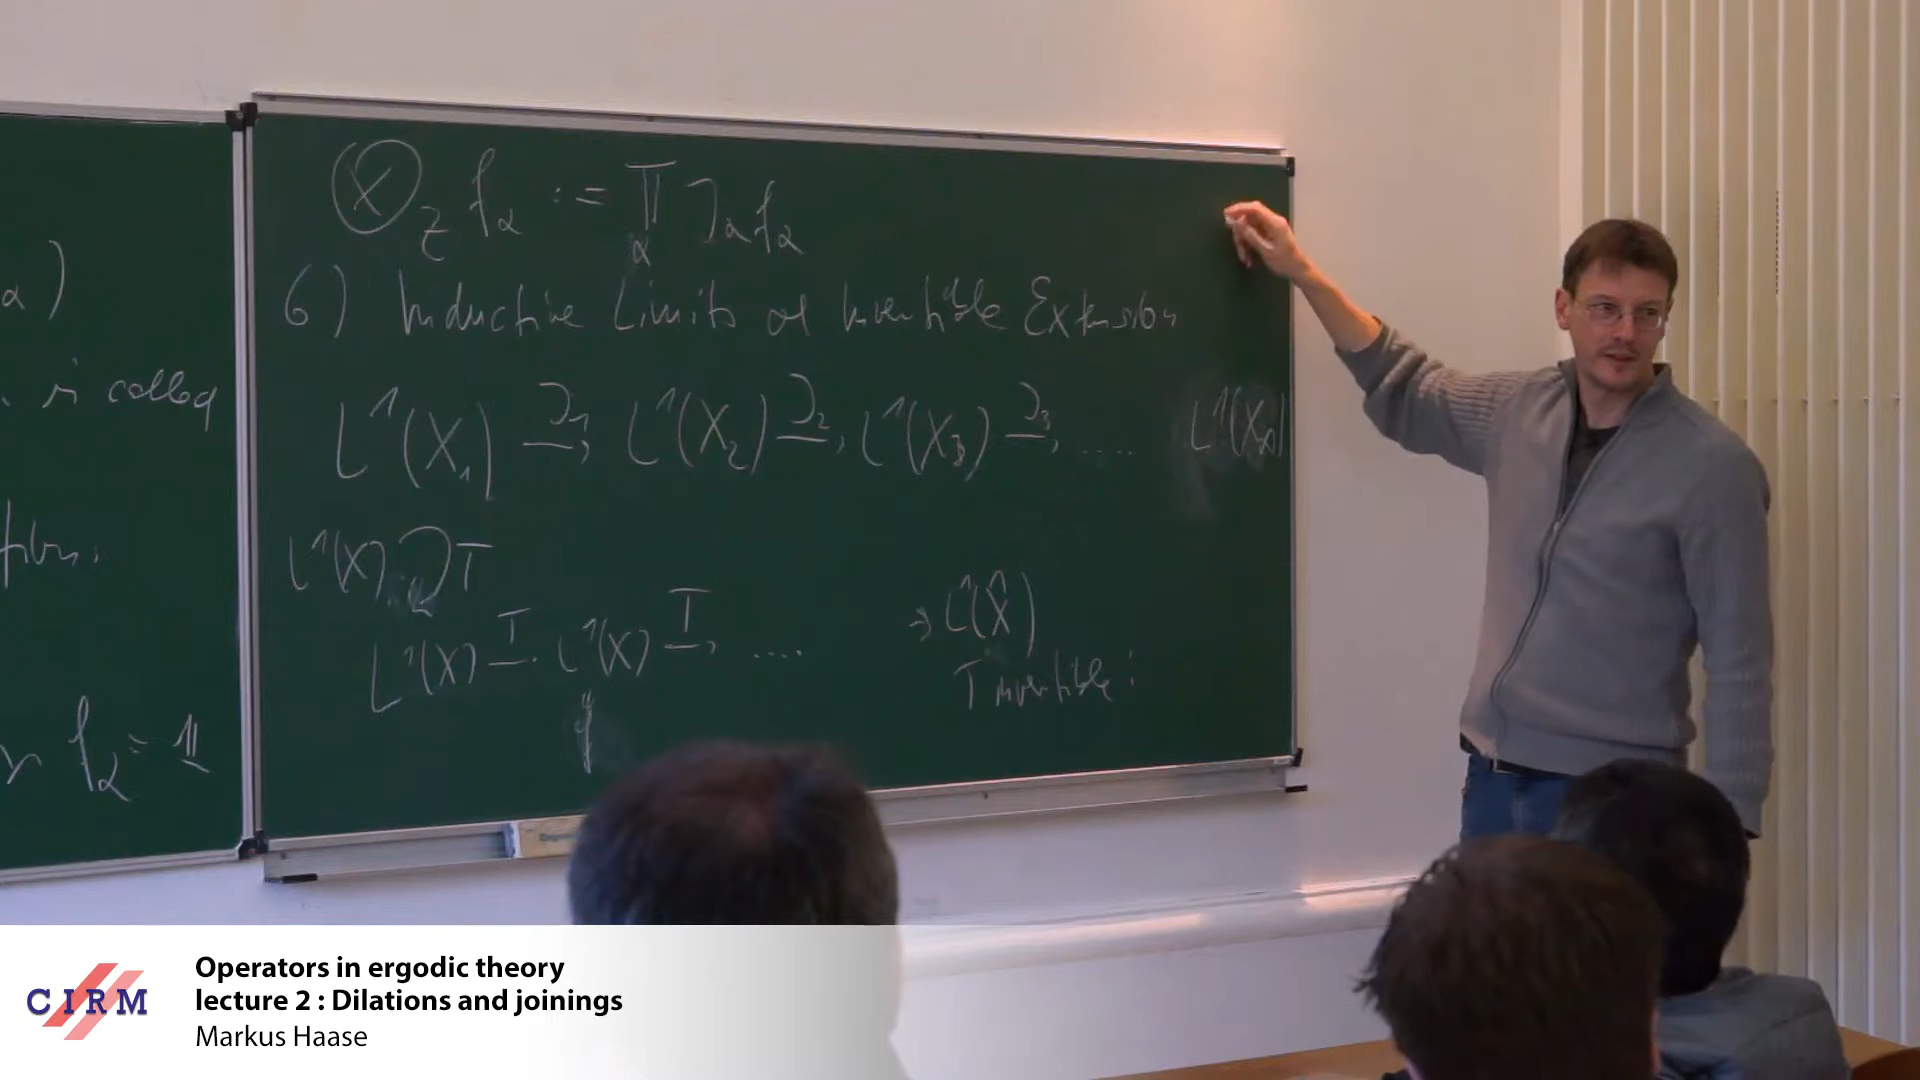 α)
is called
f_α = 𝟙
⊗_Z f_α := ∏_α J_α f_α
6) Inductive Limits & Invertible Extension
L¹(X₁) —J₁→ L¹(X₂) —J₂→ L¹(X₃) —J₃→ .... L¹(X_∞)
L¹(X) ⊃ T
L¹(X) —T→ L¹(X) —T→ .... → L¹(X̂)
T invertible :
f
CIRM
Operators in ergodic theory
lecture 2 : Dilations and joinings
Markus Haase